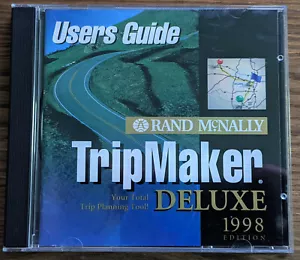 Users Guide
RAND McNALLY
TripMaker®
Your Total
Trip Planning Tool!
DELUXE
1998
EDITION